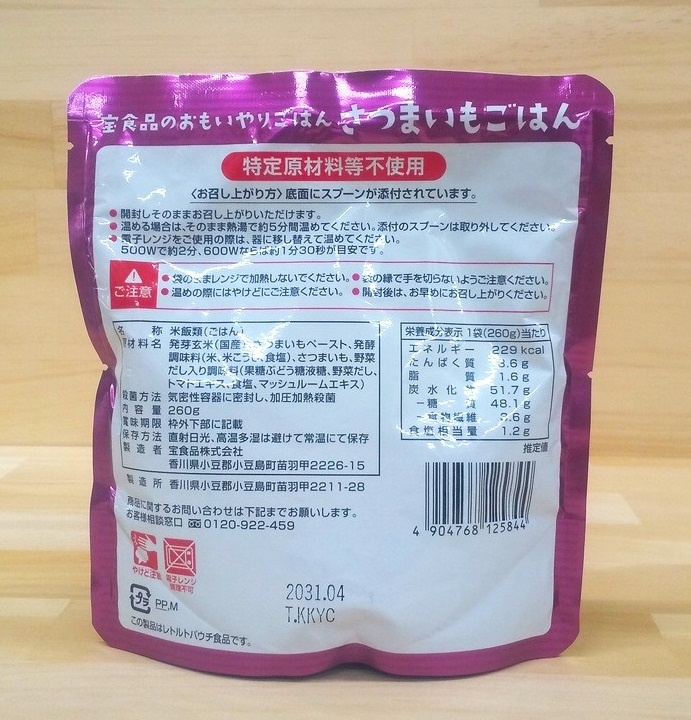 宝食品のおもいやりごはん さつまいもごはん
特定原材料等不使用
〈お召し上がり方〉底面にスプーンが添付されています。
●開封しそのままお召し上がりいただけます。
●温める場合は、そのまま熱湯で約5分間温めてください。添付のスプーンは取り外してください。
●電子レンジをご使用の際は、器に移し替えて温めてください。
500Wで約2分、600Wならば約1分30秒が目安です。
ご注意
●袋のままレンジで加熱しないでください。●袋の縁で手を切らないようご注意ください。
●温めの際にはやけどにご注意ください。●開封後は、お早めにお召し上がりください。
名称 米飯類(ごはん)
原材料名 発芽玄米(国産)、さつまいもペースト、発酵
調味料(米、米こうじ、食塩)、さつまいも、野菜
だし入り調味料(果糖ぶどう糖液糖、野菜だし、
トマトエキス、食塩、マッシュルームエキス)
殺菌方法 気密性容器に密封し、加圧加熱殺菌
内容量 260g
賞味期限 枠外下部に記載
保存方法 直射日光、高温多湿は避けて常温にて保存
製造者 宝食品株式会社
香川県小豆郡小豆島町苗羽甲2226-15
製造所 香川県小豆郡小豆島町苗羽甲2211-28
商品に関するお問い合わせは下記までお願いします。
お客様相談窓口 0120-922-459
栄養成分表示 1袋(260g)当たり
エネルギー 229 kcal
たんぱく質 3.6 g
脂質 1.6 g
炭水化物 51.7 g
－糖質 48.1 g
－食物繊維 3.6 g
食塩相当量 1.2 g
推定値
4 904768 125844
やけど注意
電子レンジ
調理不可
プラ PP,M
この製品はレトルトパウチ食品です。
2031.04
T.KKYC